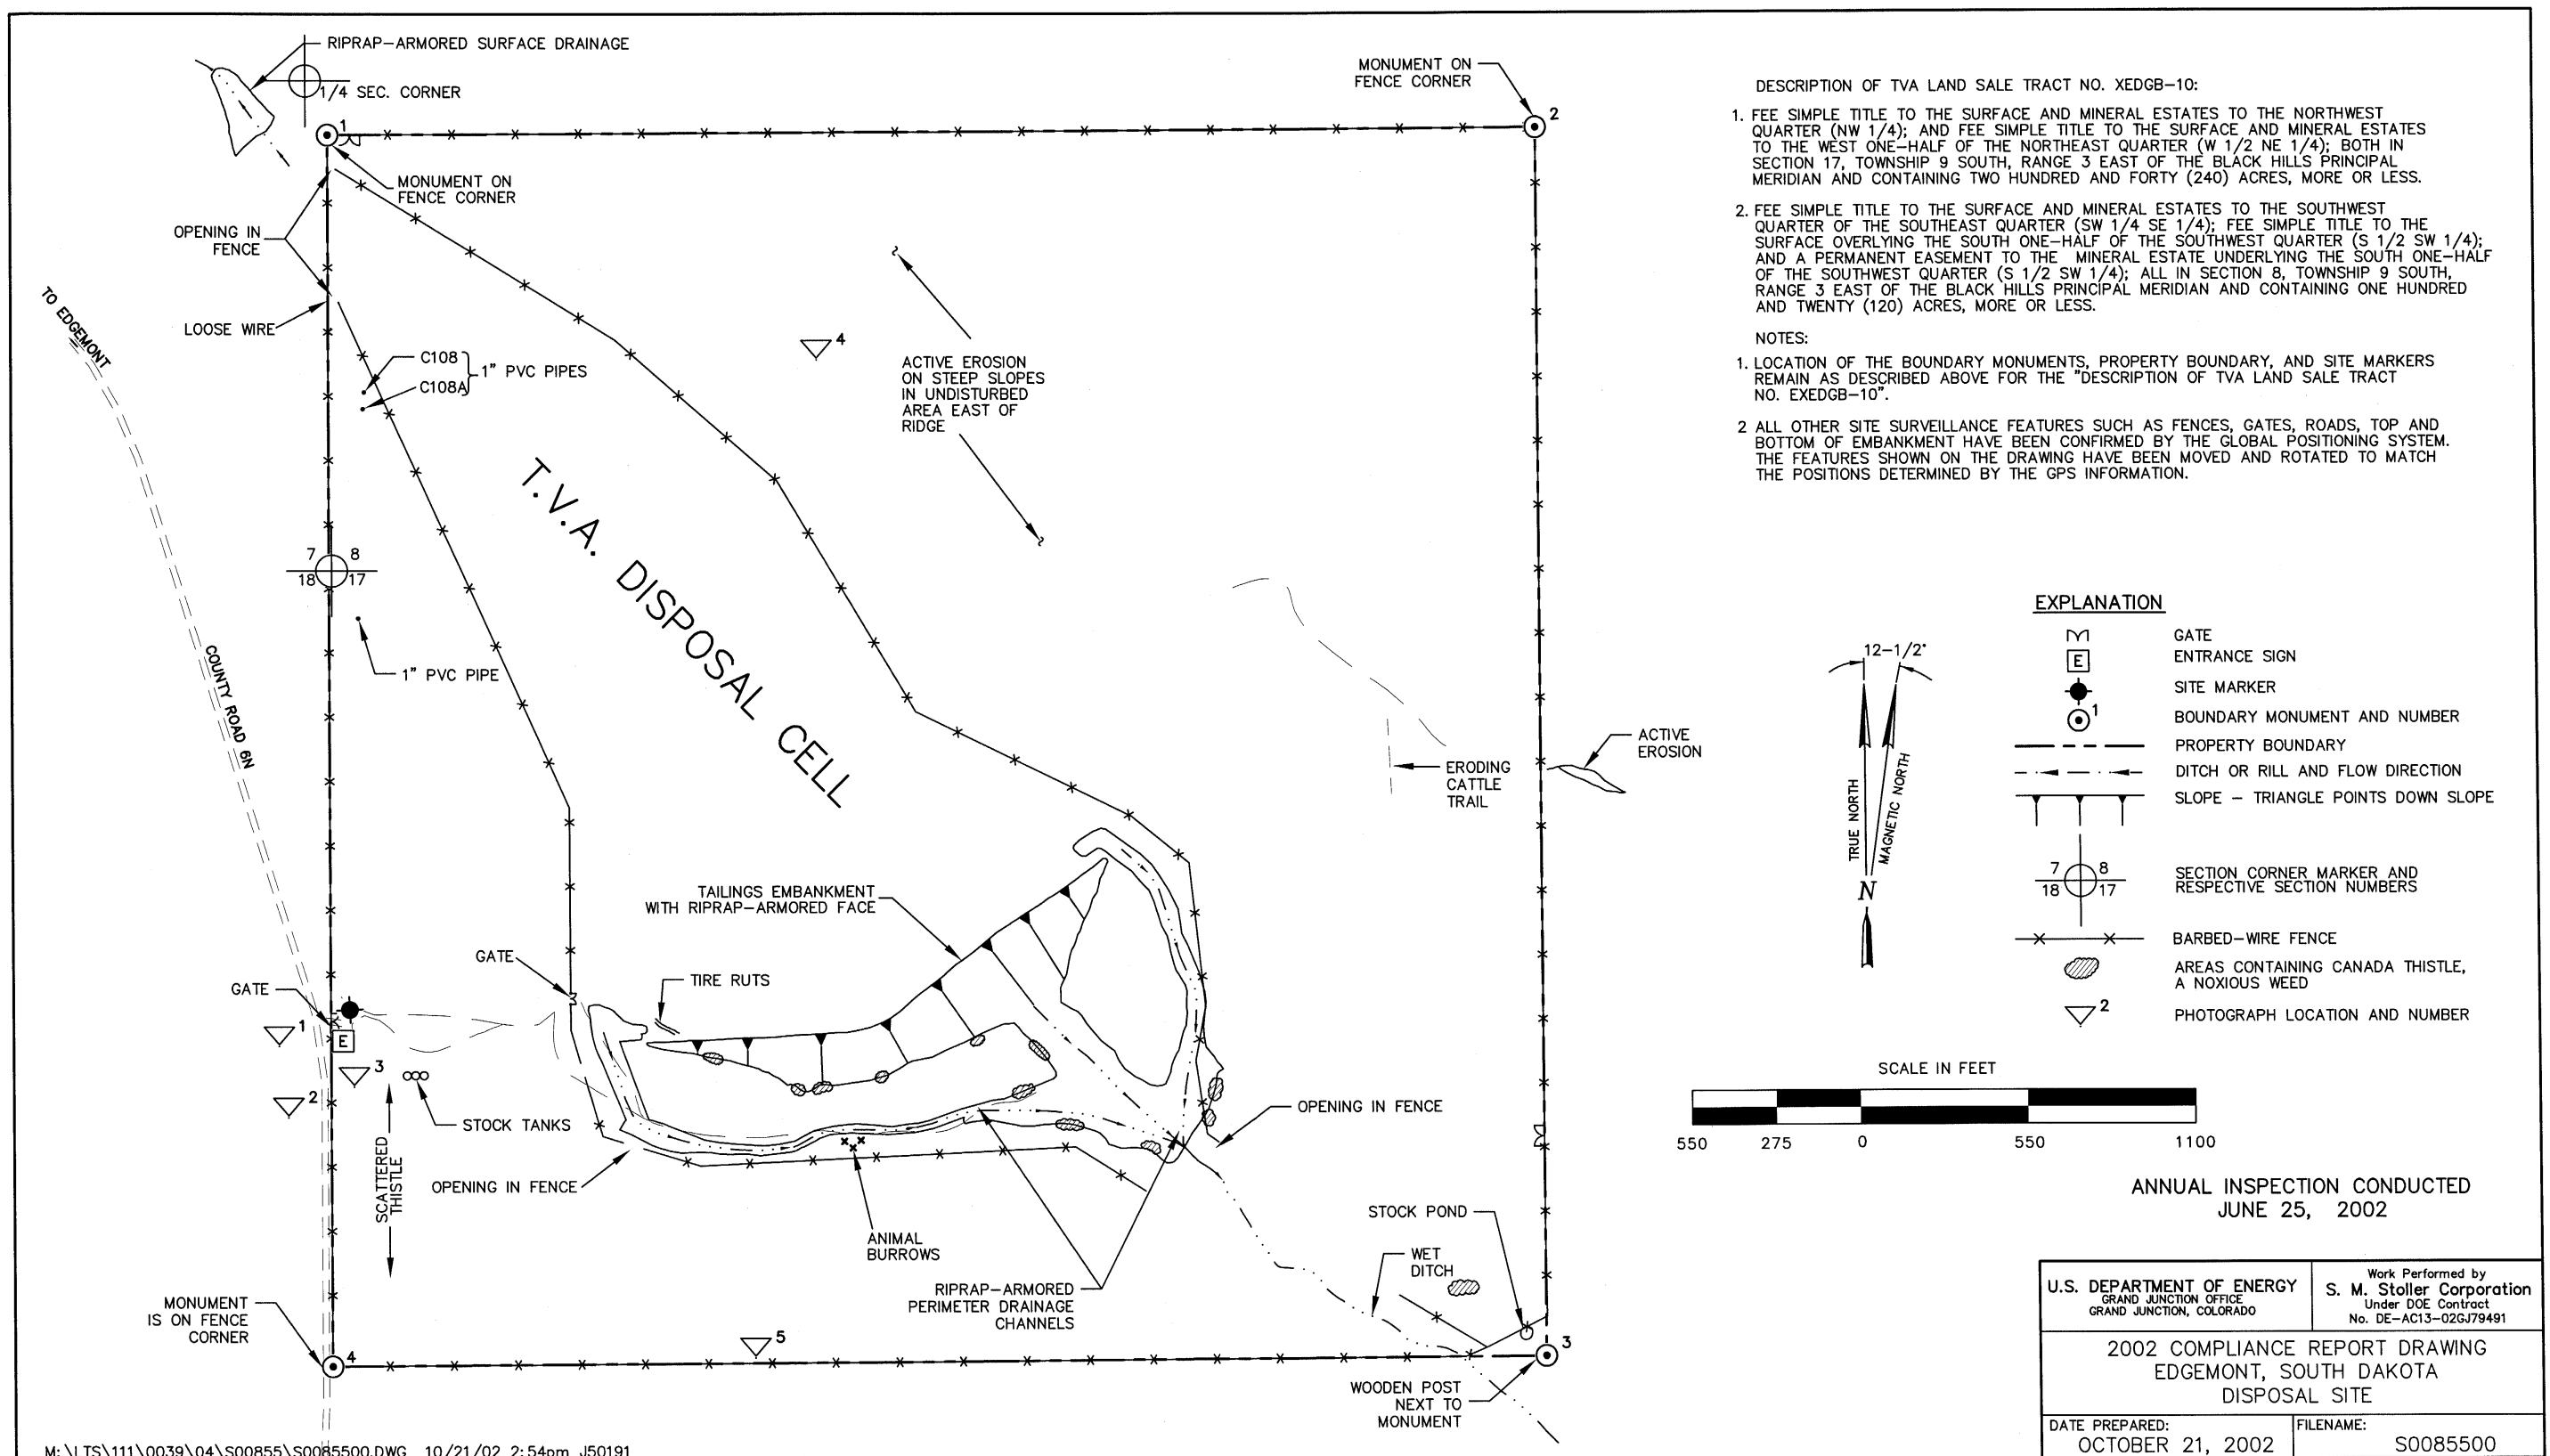 RIPRAP-ARMORED SURFACE DRAINAGE
1/4 SEC. CORNER
1
MONUMENT ON
FENCE CORNER
2
MONUMENT ON
FENCE CORNER
OPENING IN
FENCE
LOOSE WIRE
TO EDGEMONT
C108
C108A
1" PVC PIPES
4
ACTIVE EROSION
ON STEEP SLOPES
IN UNDISTURBED
AREA EAST OF
RIDGE
T.V.A. DISPOSAL CELL
7 8
18 17
1" PVC PIPE
COUNTY ROAD 6N
ACTIVE
EROSION
ERODING
CATTLE
TRAIL
TAILINGS EMBANKMENT
WITH RIPRAP-ARMORED FACE
GATE
TIRE RUTS
GATE
1
E
3
2
STOCK TANKS
SCATTERED
THISTLE
OPENING IN FENCE
OPENING IN FENCE
ANIMAL
BURROWS
RIPRAP-ARMORED
PERIMETER DRAINAGE
CHANNELS
STOCK POND
WET
DITCH
MONUMENT
IS ON FENCE
CORNER
4
5
3
WOODEN POST
NEXT TO
MONUMENT
M:\LTS\111\0039\04\S00855\S0085500.DWG 10/21/02 2:54pm J50191
DESCRIPTION OF TVA LAND SALE TRACT NO. XEDGB-10:
1. FEE SIMPLE TITLE TO THE SURFACE AND MINERAL ESTATES TO THE NORTHWEST
QUARTER (NW 1/4); AND FEE SIMPLE TITLE TO THE SURFACE AND MINERAL ESTATES
TO THE WEST ONE-HALF OF THE NORTHEAST QUARTER (W 1/2 NE 1/4); BOTH IN
SECTION 17, TOWNSHIP 9 SOUTH, RANGE 3 EAST OF THE BLACK HILLS PRINCIPAL
MERIDIAN AND CONTAINING TWO HUNDRED AND FORTY (240) ACRES, MORE OR LESS.
2. FEE SIMPLE TITLE TO THE SURFACE AND MINERAL ESTATES TO THE SOUTHWEST
QUARTER OF THE SOUTHEAST QUARTER (SW 1/4 SE 1/4); FEE SIMPLE TITLE TO THE
SURFACE OVERLYING THE SOUTH ONE-HALF OF THE SOUTHWEST QUARTER (S 1/2 SW 1/4);
AND A PERMANENT EASEMENT TO THE MINERAL ESTATE UNDERLYING THE SOUTH ONE-HALF
OF THE SOUTHWEST QUARTER (S 1/2 SW 1/4); ALL IN SECTION 8, TOWNSHIP 9 SOUTH,
RANGE 3 EAST OF THE BLACK HILLS PRINCIPAL MERIDIAN AND CONTAINING ONE HUNDRED
AND TWENTY (120) ACRES, MORE OR LESS.
NOTES:
1. LOCATION OF THE BOUNDARY MONUMENTS, PROPERTY BOUNDARY, AND SITE MARKERS
REMAIN AS DESCRIBED ABOVE FOR THE "DESCRIPTION OF TVA LAND SALE TRACT
NO. EXEDGB-10".
2 ALL OTHER SITE SURVEILLANCE FEATURES SUCH AS FENCES, GATES, ROADS, TOP AND
BOTTOM OF EMBANKMENT HAVE BEEN CONFIRMED BY THE GLOBAL POSITIONING SYSTEM.
THE FEATURES SHOWN ON THE DRAWING HAVE BEEN MOVED AND ROTATED TO MATCH
THE POSITIONS DETERMINED BY THE GPS INFORMATION.
12-1/2°
TRUE NORTH
MAGNETIC NORTH
N
EXPLANATION
GATE
E ENTRANCE SIGN
SITE MARKER
1 BOUNDARY MONUMENT AND NUMBER
PROPERTY BOUNDARY
DITCH OR RILL AND FLOW DIRECTION
SLOPE - TRIANGLE POINTS DOWN SLOPE
7 8
18 17
SECTION CORNER MARKER AND
RESPECTIVE SECTION NUMBERS
BARBED-WIRE FENCE
AREAS CONTAINING CANADA THISTLE,
A NOXIOUS WEED
2 PHOTOGRAPH LOCATION AND NUMBER
SCALE IN FEET
550 275 0 550 1100
ANNUAL INSPECTION CONDUCTED
JUNE 25, 2002
U.S. DEPARTMENT OF ENERGY
GRAND JUNCTION OFFICE
GRAND JUNCTION, COLORADO
Work Performed by
S. M. Stoller Corporation
Under DOE Contract
No. DE-AC13-02GJ79491
2002 COMPLIANCE REPORT DRAWING
EDGEMONT, SOUTH DAKOTA
DISPOSAL SITE
DATE PREPARED:
OCTOBER 21, 2002
FILENAME:
S0085500